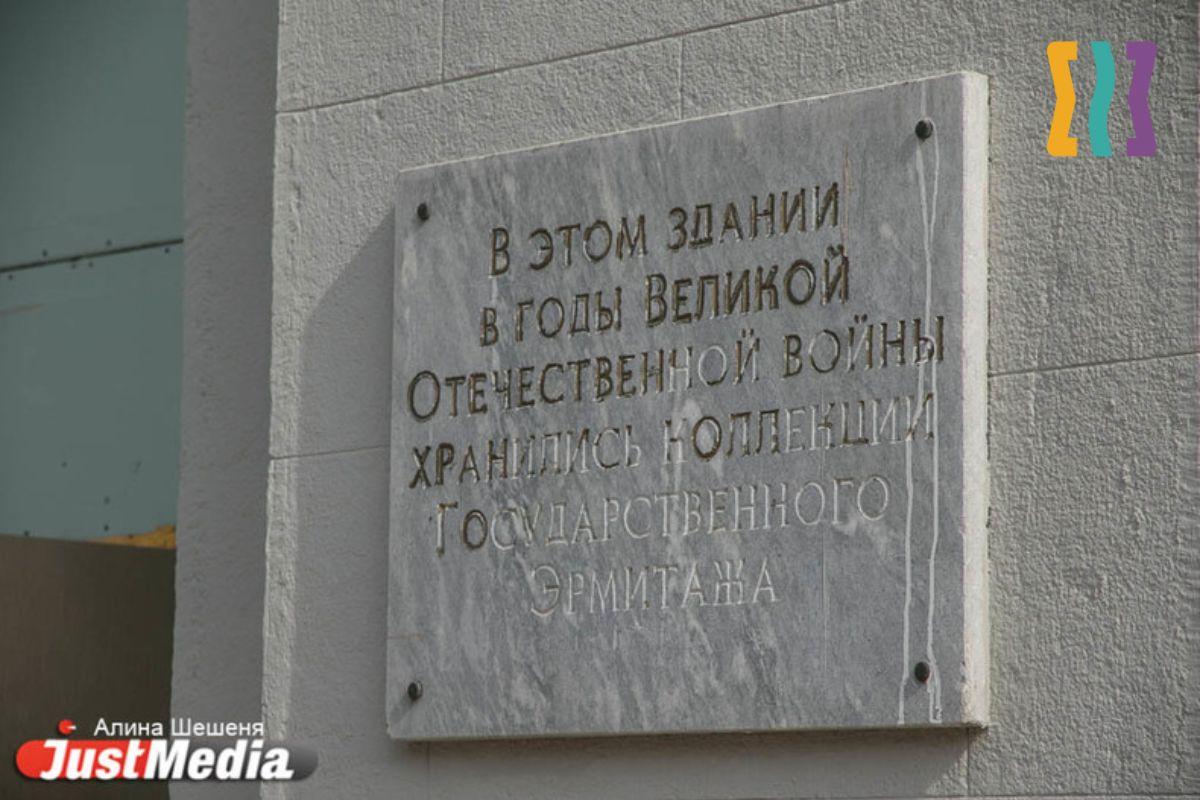 В ЭТОМ ЗДАНИИ
В ГОДЫ ВЕЛИКОЙ
ОТЕЧЕСТВЕННОЙ ВОЙНЫ
ХРАНИЛИСЬ КОЛЛЕКЦИИ
ГОСУДАРСТВЕННОГО
ЭРМИТАЖА
Алина Шешеня
JustMedia